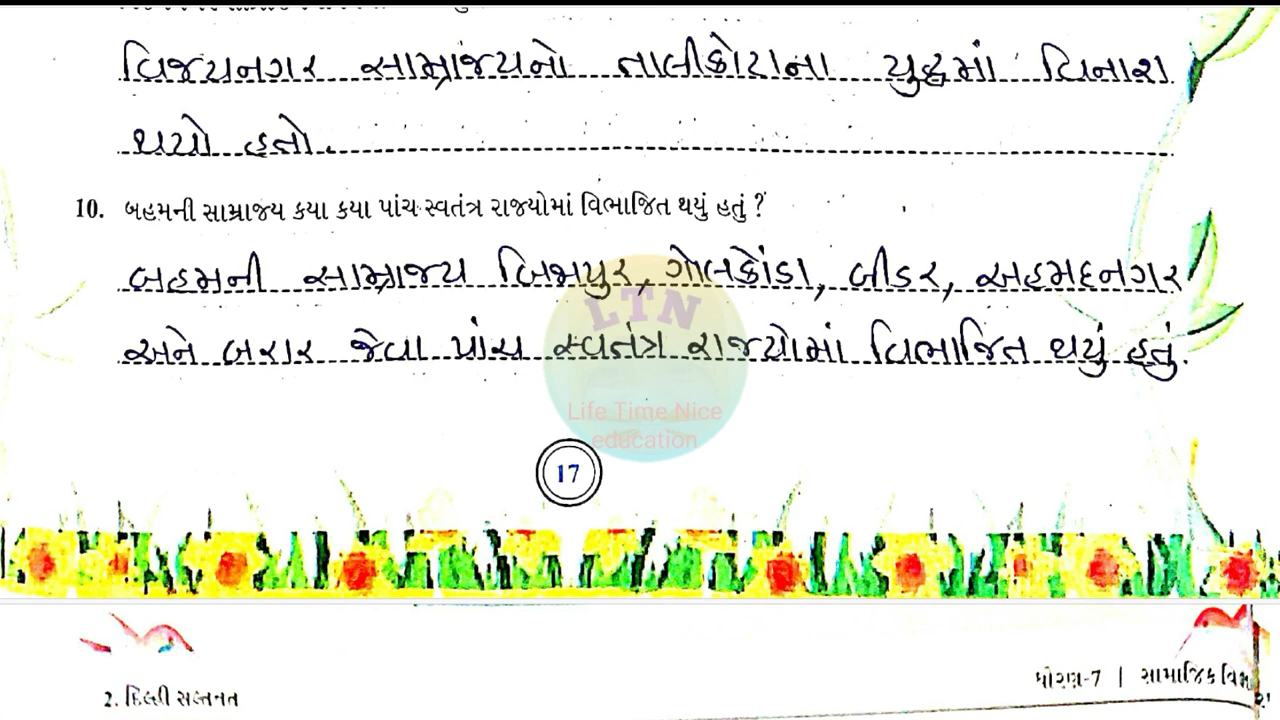 વિજયનગર સામ્રાજ્યનો તાલીકોટાના યુદ્ધમાં વિનાશ
થયો હતો.
10. બહમની સામ્રાજ્ય કયા કયા પાંચ સ્વતંત્ર રાજ્યોમાં વિભાજિત થયું હતું ?
બહમની સામ્રાજ્ય બિજાપુર, ગોલકોંડા, બીડર, અહમદનગર
અને બરાર જેવા પાંચ સ્વતંત્ર રાજ્યોમાં વિભાજિત થયું હતું.
LTN
Life Time Nice
education
17
ધોરણ-7 | સામાજિક
2. દિલ્લી સલ્તનત